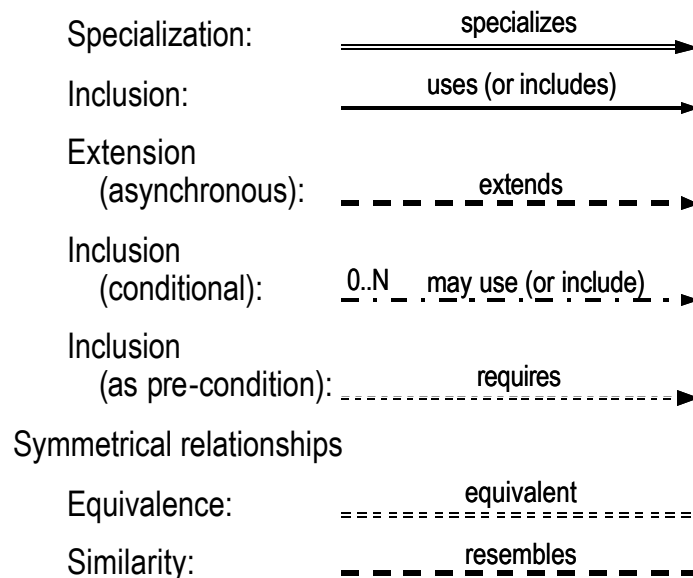 Specialization: specializes
Inclusion: uses (or includes)
Extension
(asynchronous): extends
Inclusion
(conditional): 0..N may use (or include)
Inclusion
(as pre-condition): requires
Symmetrical relationships
Equivalence: equivalent
Similarity: resembles